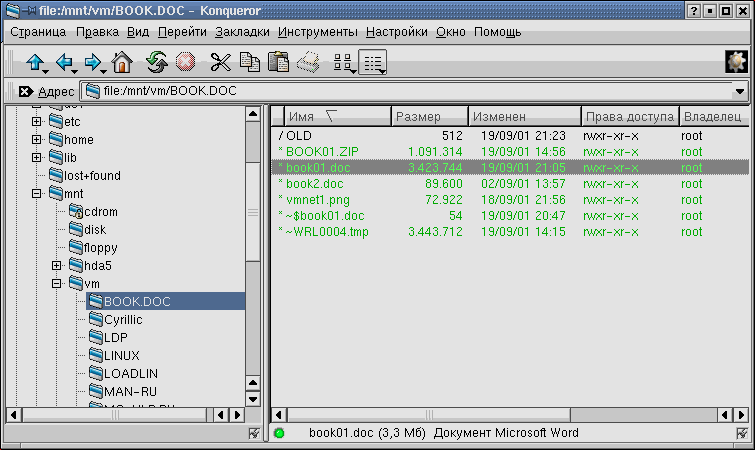 file:/mnt/vm/BOOK.DOC - Konqueror
Страница Правка Вид Перейти Закладки Инструменты Настройки Окно Помощь
Адрес file:/mnt/vm/BOOK.DOC
etc
home
lib
lost+found
mnt
cdrom
disk
floppy
hda5
vm
BOOK.DOC
Cyrillic
LDP
LINUX
LOADLIN
MAN-RU
Имя Размер Изменен Права доступа Владелец
/ OLD 512 19/09/01 21:23 rwxr-xr-x root
* BOOK01.ZIP 1.091.314 19/09/01 14:56 rwxr-xr-x root
* book01.doc 3.423.744 19/09/01 21:05 rwxr-xr-x root
* book2.doc 89.600 02/09/01 13:57 rwxr-xr-x root
* vmnet1.png 72.922 18/09/01 21:56 rwxr-xr-x root
* ~$book01.doc 54 19/09/01 20:47 rwxr-xr-x root
* ~WRL0004.tmp 3.443.712 19/09/01 14:15 rwxr-xr-x root
book01.doc (3,3 Мб) Документ Microsoft Word